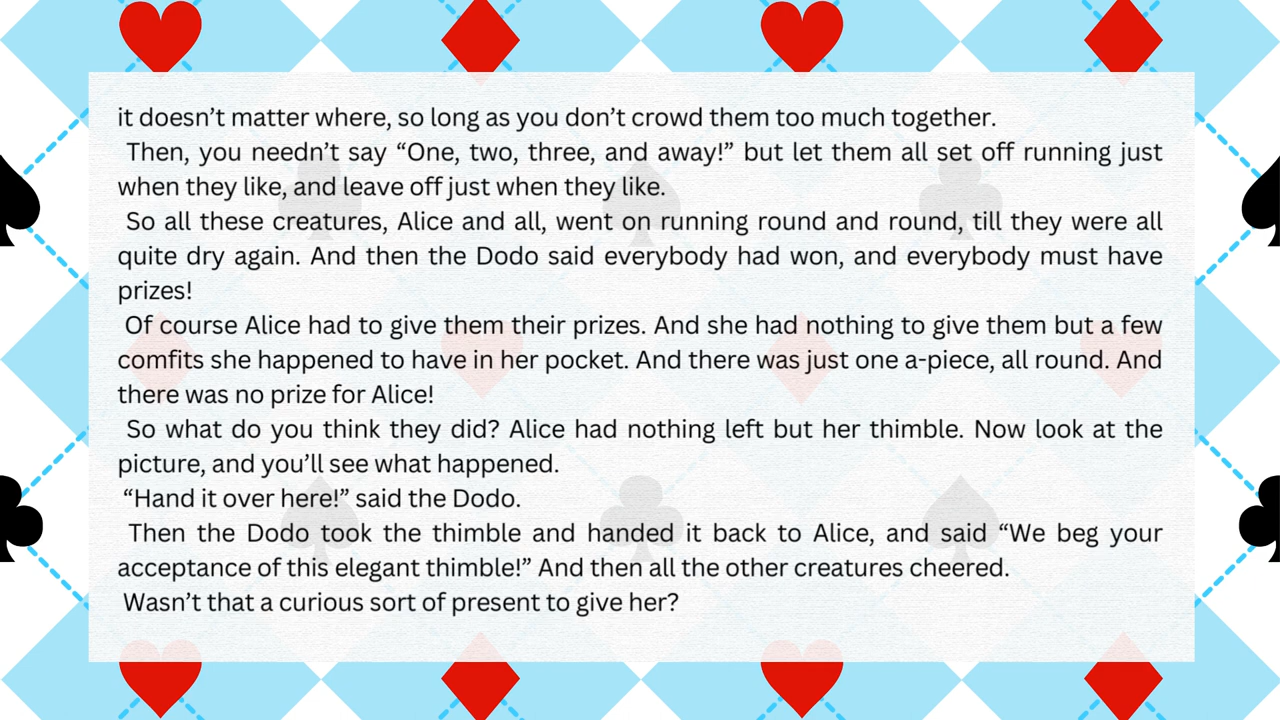 it doesn’t matter where, so long as you don’t crowd them too much together.
Then, you needn’t say “One, two, three, and away!” but let them all set off running just
when they like, and leave off just when they like.
So all these creatures, Alice and all, went on running round and round, till they were all
quite dry again. And then the Dodo said everybody had won, and everybody must have
prizes!
Of course Alice had to give them their prizes. And she had nothing to give them but a few
comfits she happened to have in her pocket. And there was just one a-piece, all round. And
there was no prize for Alice!
So what do you think they did? Alice had nothing left but her thimble. Now look at the
picture, and you’ll see what happened.
“Hand it over here!” said the Dodo.
Then the Dodo took the thimble and handed it back to Alice, and said “We beg your
acceptance of this elegant thimble!” And then all the other creatures cheered.
Wasn’t that a curious sort of present to give her?